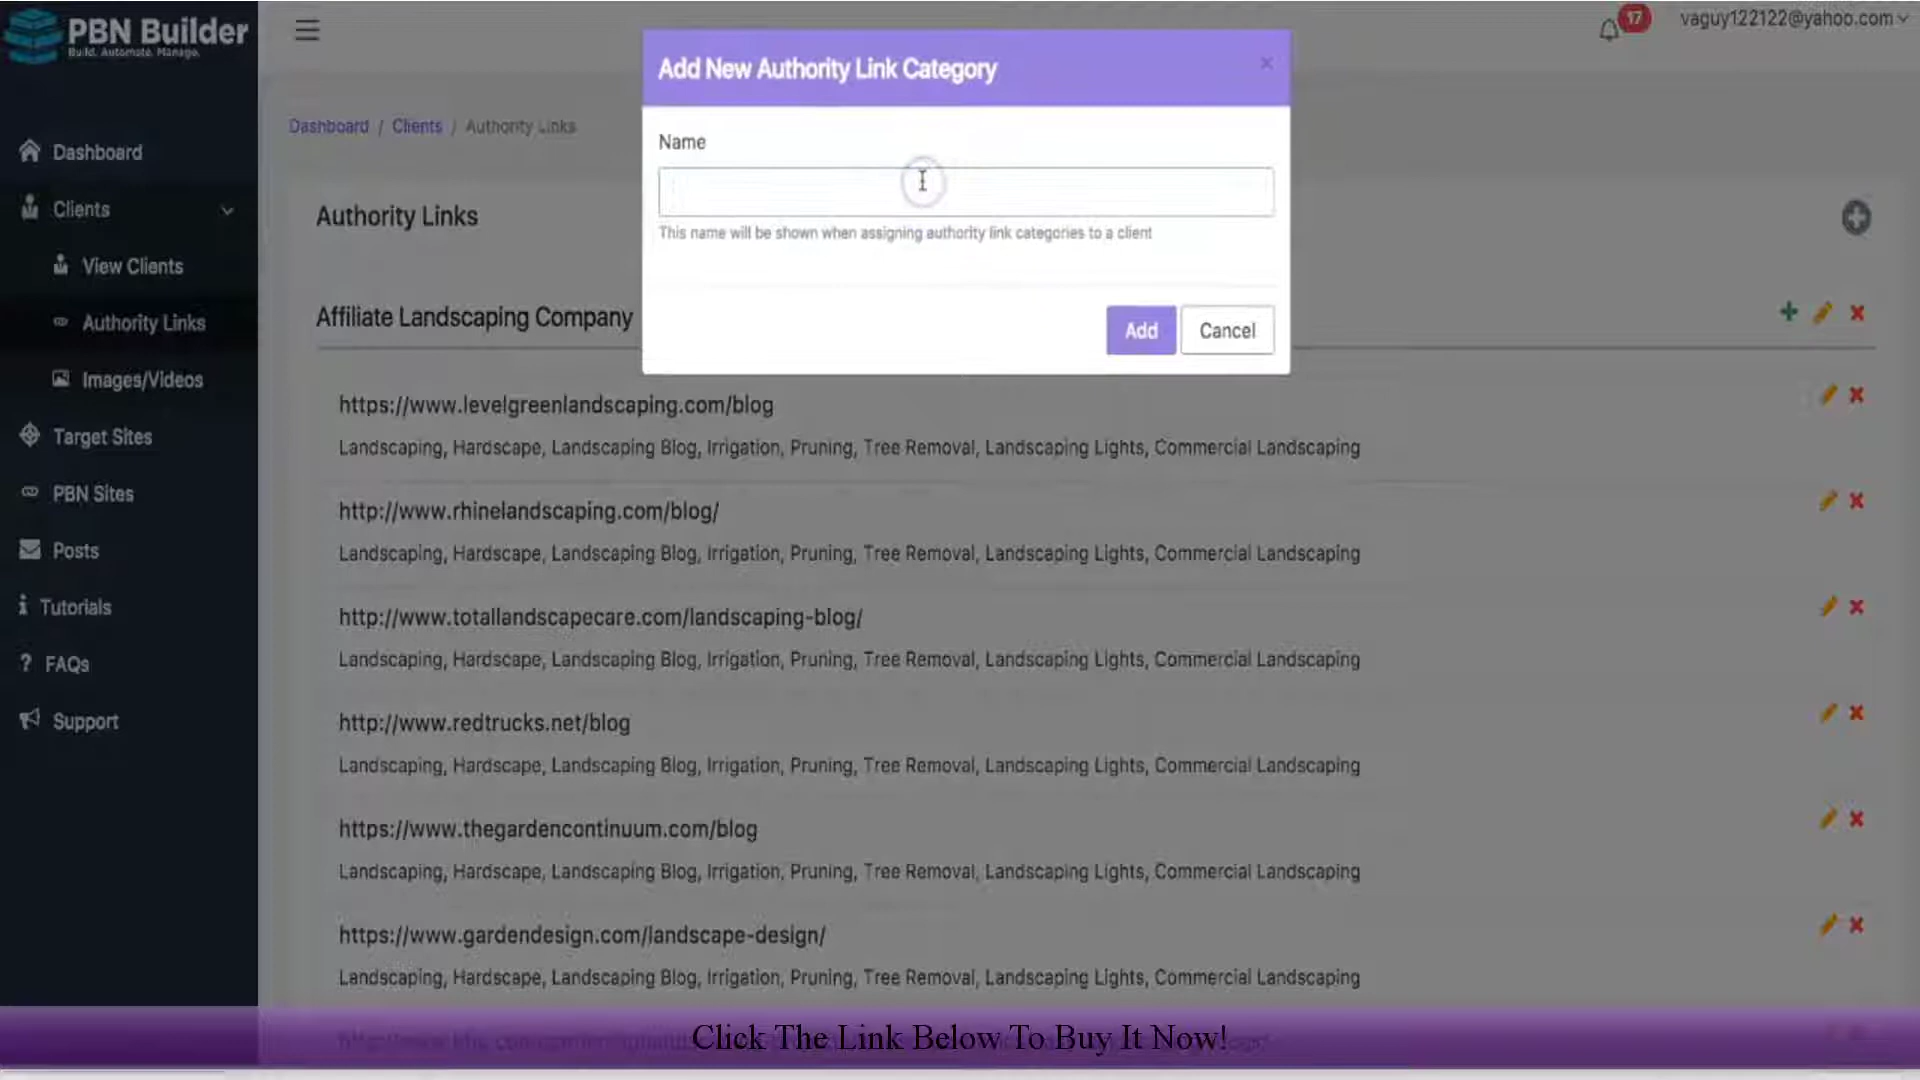 PBN Builder
Build. Automate. Manage.
17
vaguy122122@yahoo.com
Add New Authority Link Category
×
Dashboard / Clients / Authority Links
Name
This name will be shown when assigning authority link categories to a client
Add
Cancel
Dashboard
Clients
View Clients
Authority Links
Images/Videos
Target Sites
PBN Sites
Posts
Tutorials
FAQs
Support
Authority Links
Affiliate Landscaping Company
https://www.levelgreenlandscaping.com/blog
Landscaping, Hardscape, Landscaping Blog, Irrigation, Pruning, Tree Removal, Landscaping Lights, Commercial Landscaping
http://www.rhinelandscaping.com/blog/
Landscaping, Hardscape, Landscaping Blog, Irrigation, Pruning, Tree Removal, Landscaping Lights, Commercial Landscaping
http://www.totallandscapecare.com/landscaping-blog/
Landscaping, Hardscape, Landscaping Blog, Irrigation, Pruning, Tree Removal, Landscaping Lights, Commercial Landscaping
http://www.redtrucks.net/blog
Landscaping, Hardscape, Landscaping Blog, Irrigation, Pruning, Tree Removal, Landscaping Lights, Commercial Landscaping
https://www.thegardencontinuum.com/blog
Landscaping, Hardscape, Landscaping Blog, Irrigation, Pruning, Tree Removal, Landscaping Lights, Commercial Landscaping
https://www.gardendesign.com/landscape-design/
Landscaping, Hardscape, Landscaping Blog, Irrigation, Pruning, Tree Removal, Landscaping Lights, Commercial Landscaping
Click The Link Below To Buy It Now!